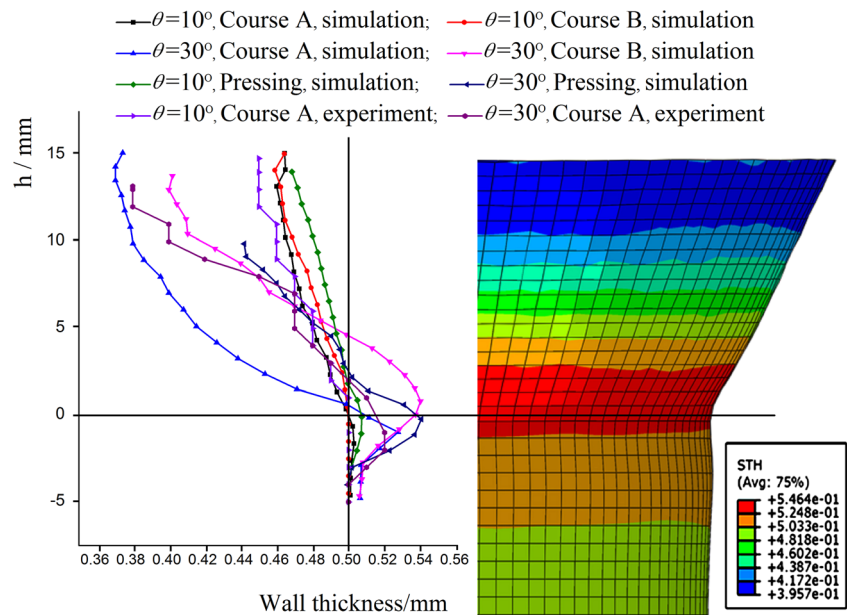 θ=10°, Course A, simulation; θ=10°, Course B, simulation
θ=30°, Course A, simulation; θ=30°, Course B, simulation
θ=10°, Pressing, simulation; θ=30°, Pressing, simulation
θ=10°, Course A, experiment; θ=30°, Course A, experiment
h / mm
15
10
5
0
-5
0.36 0.38 0.40 0.42 0.44 0.46 0.48 0.50 0.52 0.54 0.56
Wall thickness/mm
STH
(Avg: 75%)
+5.464e-01
+5.248e-01
+5.033e-01
+4.818e-01
+4.602e-01
+4.387e-01
+4.172e-01
+3.957e-01